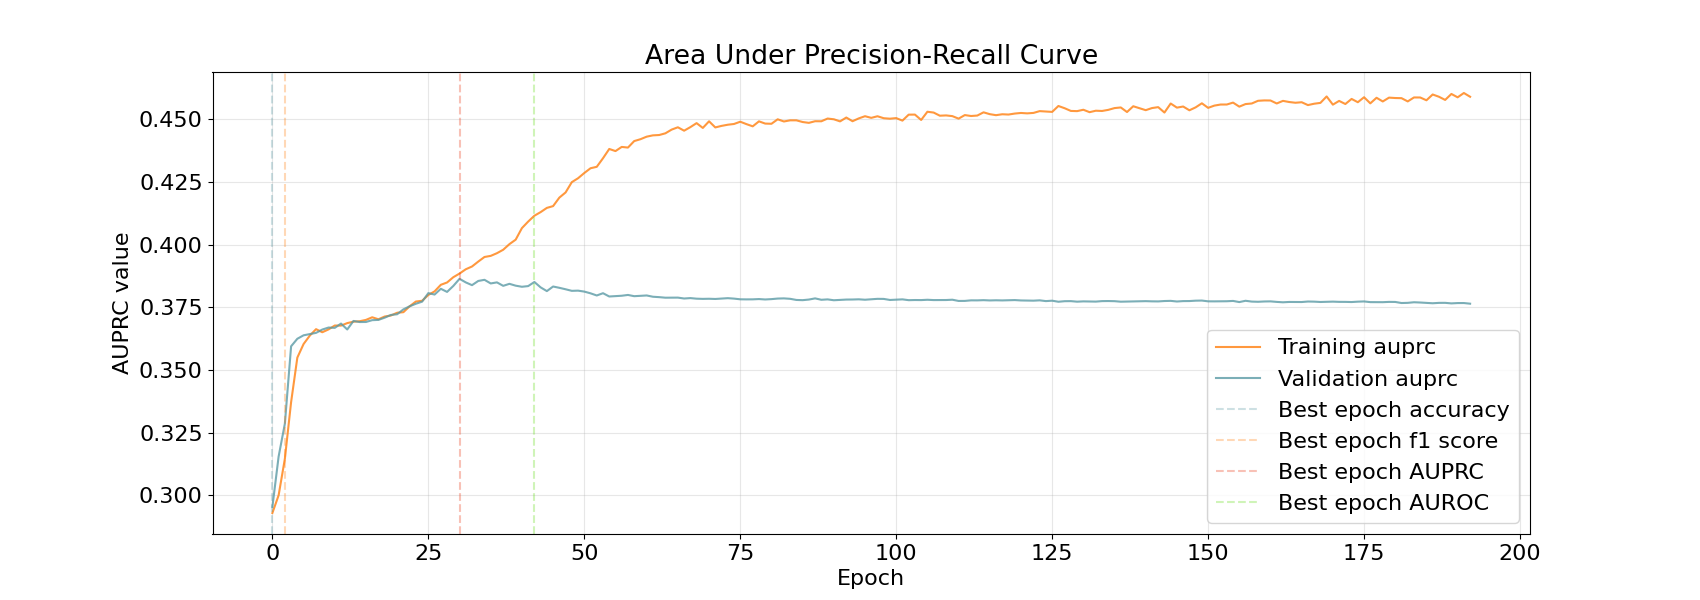 Area Under Precision-Recall Curve
AUPRC value
0.450
0.425
0.400
0.375
0.350
0.325
0.300
Training auprc
Validation auprc
Best epoch accuracy
Best epoch f1 score
Best epoch AUPRC
Best epoch AUROC
0 25 50 75 100 125 150 175 200
Epoch